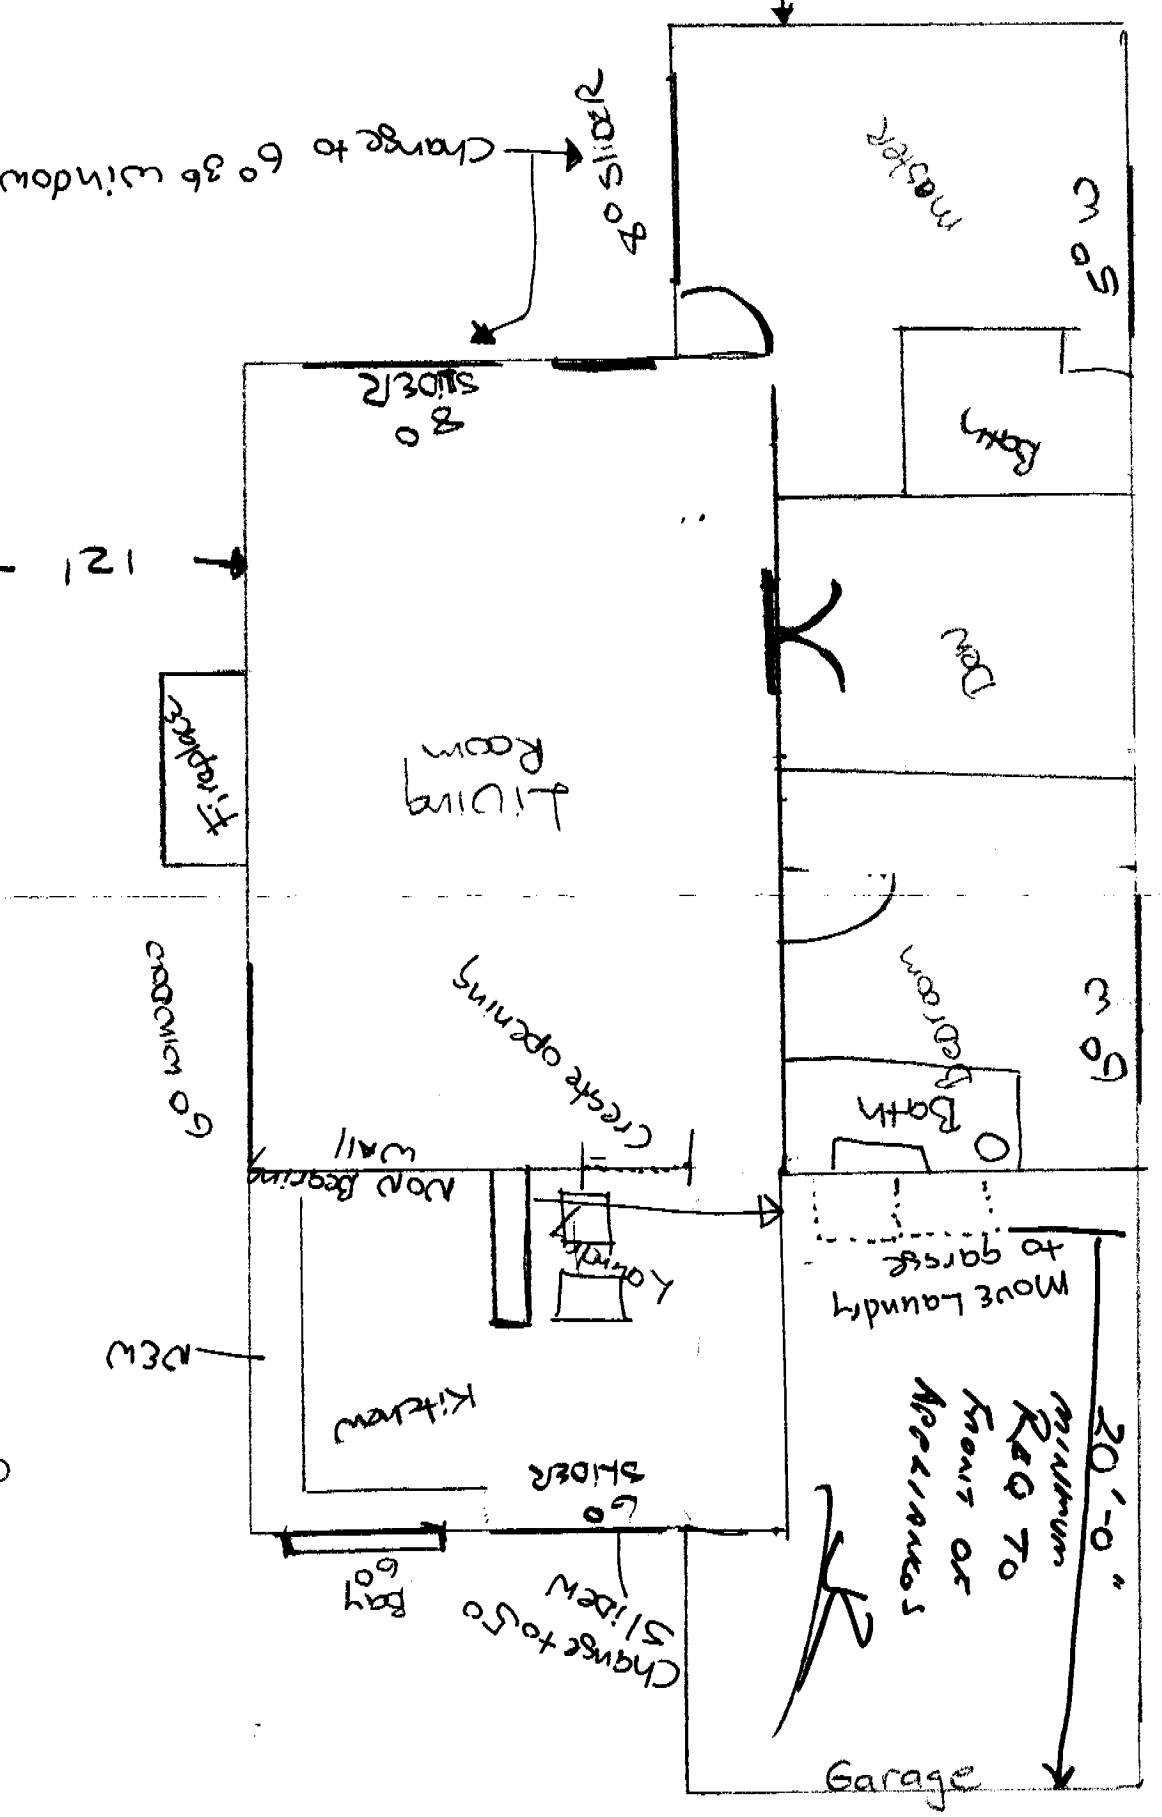 Change to 60 36 window
80 SLIDER
master
50 W
80
SLIDER
Bath
121'
Den
Fireplace
Living
Room
60 WINDOW
Create opening
Bedroom
60 W
Bath
NON Bearing
WAll
Laundry
Move Laundry
to garage
NEW
Kitchen
60
SLIDER
20'-0"
MINIMUM
REQ TO
FRONT OF
APPLIANCES
Bay
60
Change to 50
Slider
Garage